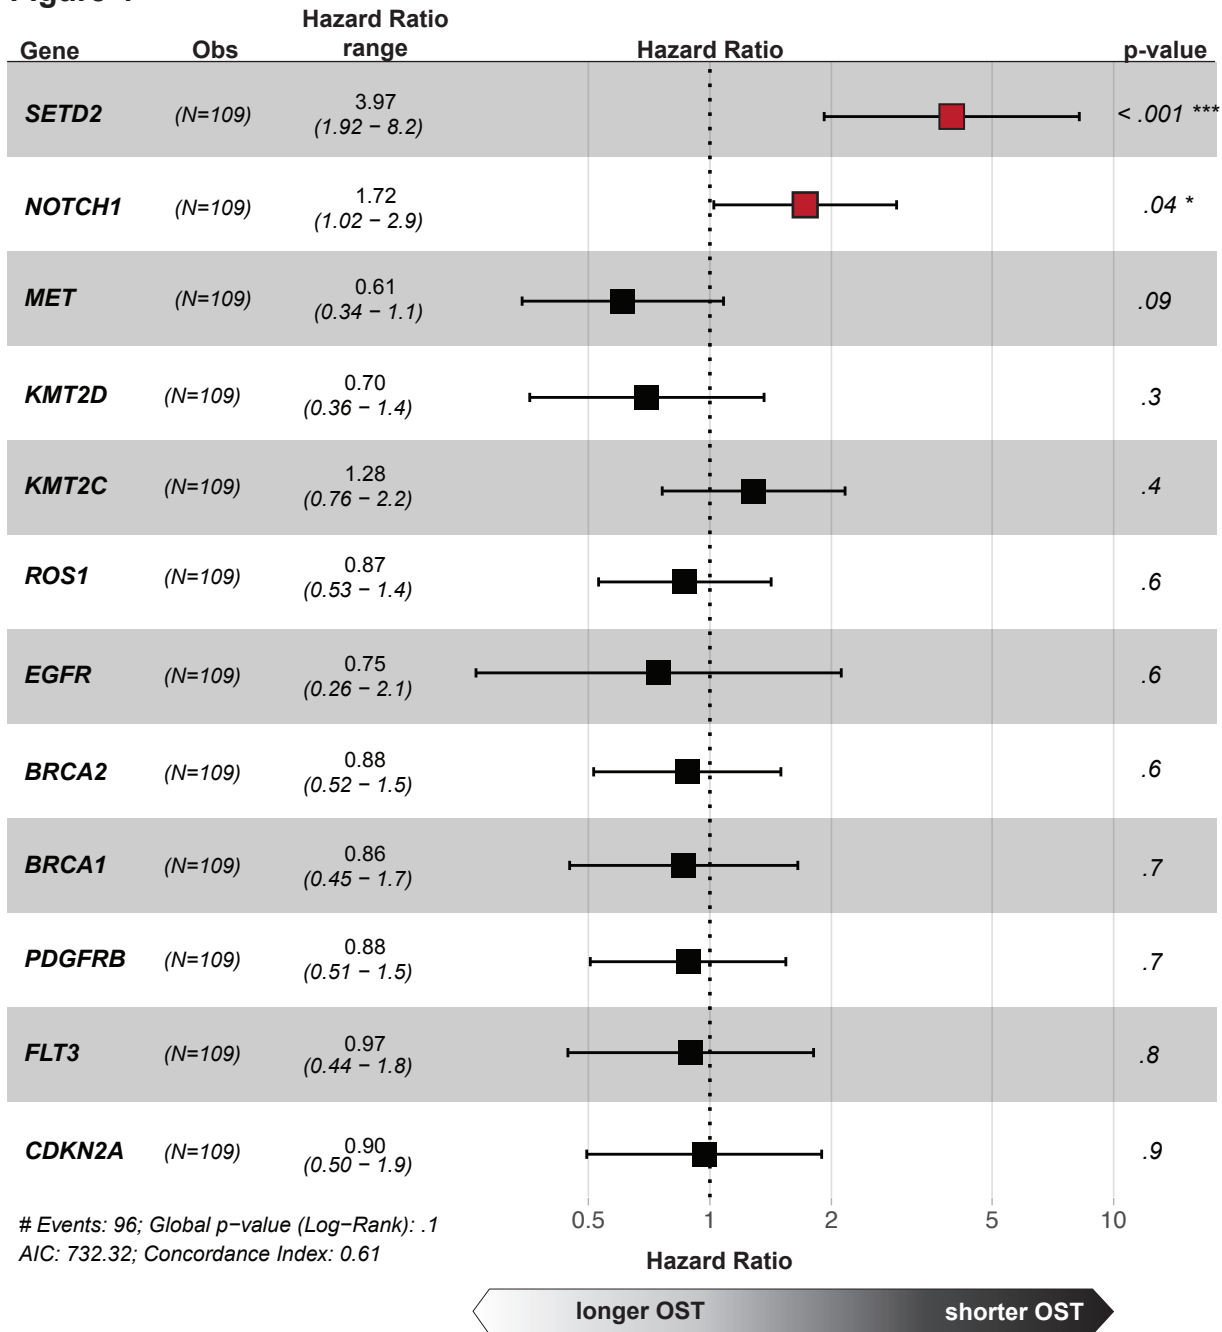 Gene Obs Hazard Ratio range Hazard Ratio p-value
SETD2 (N=109) 3.97 (1.92 − 8.2) < .001 ***
NOTCH1 (N=109) 1.72 (1.02 − 2.9) .04 *
MET (N=109) 0.61 (0.34 − 1.1) .09
KMT2D (N=109) 0.70 (0.36 − 1.4) .3
KMT2C (N=109) 1.28 (0.76 − 2.2) .4
ROS1 (N=109) 0.87 (0.53 − 1.4) .6
EGFR (N=109) 0.75 (0.26 − 2.1) .6
BRCA2 (N=109) 0.88 (0.52 − 1.5) .6
BRCA1 (N=109) 0.86 (0.45 − 1.7) .7
PDGFRB (N=109) 0.88 (0.51 − 1.5) .7
FLT3 (N=109) 0.97 (0.44 − 1.8) .8
CDKN2A (N=109) 0.90 (0.50 − 1.9) .9
# Events: 96; Global p−value (Log−Rank): .1
AIC: 732.32; Concordance Index: 0.61
0.5 1 2 5 10
Hazard Ratio
longer OST shorter OST